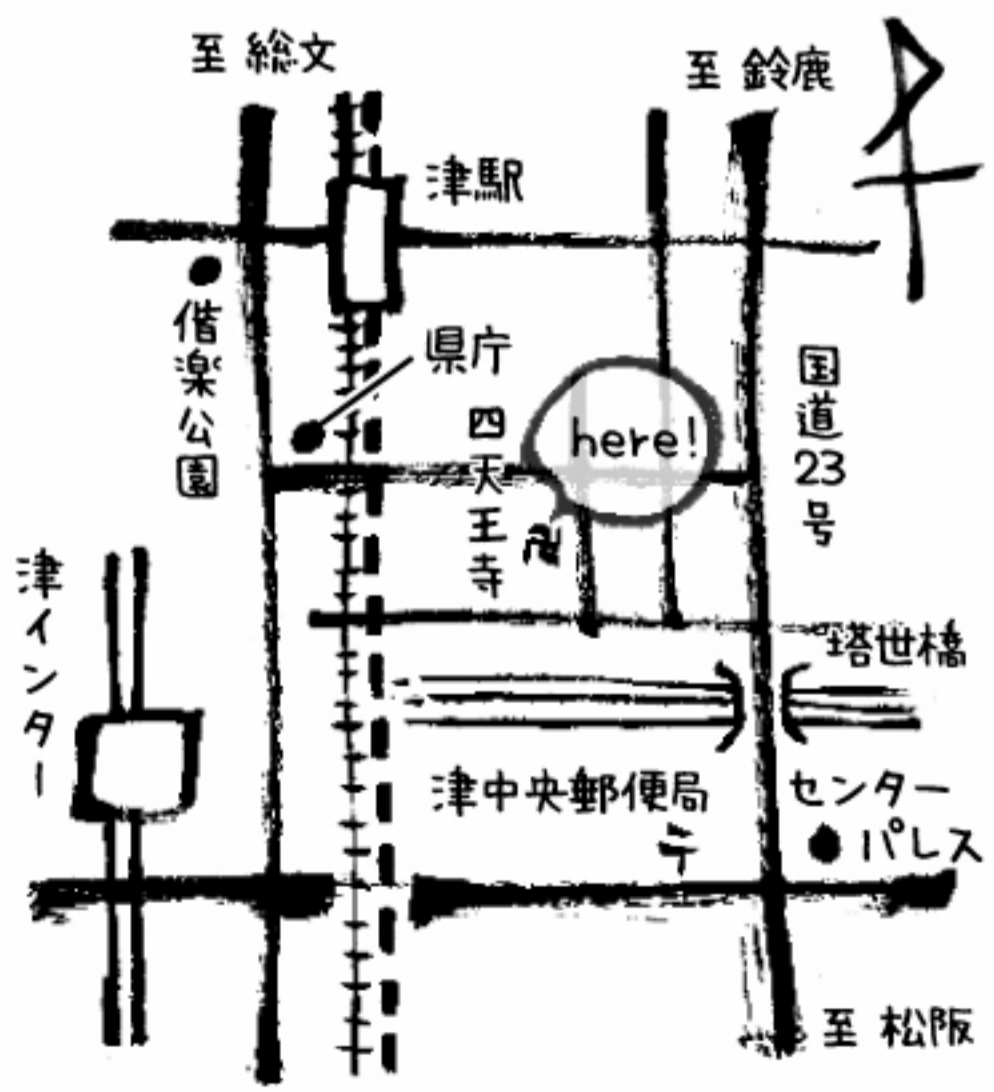 至 総文
至 鈴鹿
津駅
偕楽公園
県庁
四天王寺
卍
here!
国道23号
津インター
塔世橋
津中央郵便局
〒
センター
パレス
至 松阪